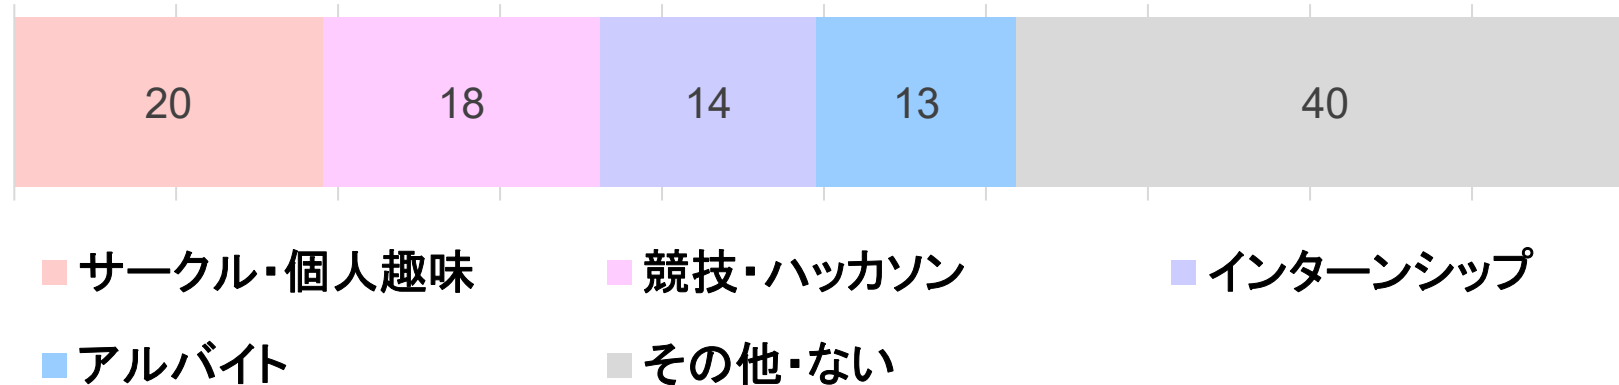 20 18 14 13 40
サークル・個人趣味 競技・ハッカソン インターンシップ
アルバイト その他・ない